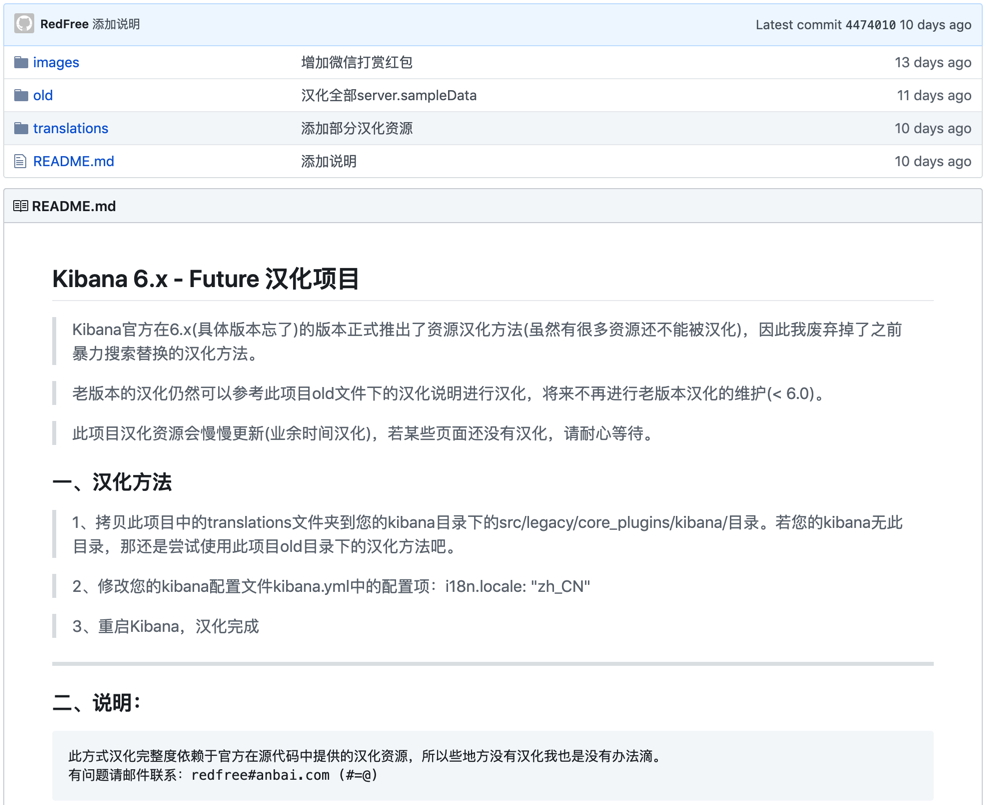 RedFree 添加说明 Latest commit 4474010 10 days ago
images 增加微信打赏红包 13 days ago
old 汉化全部server.sampleData 11 days ago
translations 添加部分汉化资源 10 days ago
README.md 添加说明 10 days ago
README.md
Kibana 6.x - Future 汉化项目
Kibana官方在6.x(具体版本忘了)的版本正式推出了资源汉化方法(虽然有很多资源还不能被汉化)，因此我废弃掉了之前
暴力搜索替换的汉化方法。
老版本的汉化仍然可以参考此项目old文件下的汉化说明进行汉化，将来不再进行老版本汉化的维护(< 6.0)。
此项目汉化资源会慢慢更新(业余时间汉化)，若某些页面还没有汉化，请耐心等待。
一、汉化方法
1、拷贝此项目中的translations文件夹到您的kibana目录下的src/legacy/core_plugins/kibana/目录。若您的kibana无此
目录，那还是尝试使用此项目old目录下的汉化方法吧。
2、修改您的kibana配置文件kibana.yml中的配置项：i18n.locale: "zh_CN"
3、重启Kibana，汉化完成
二、说明：
此方式汉化完整度依赖于官方在源代码中提供的汉化资源，所以些地方没有汉化我也是没有办法滴。
有问题请邮件联系：redfree#anbai.com (#=@)